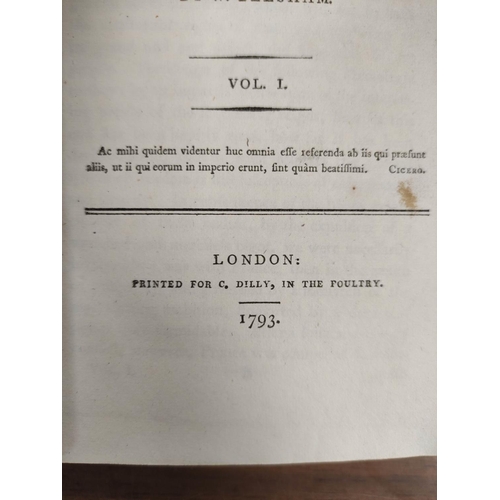 VOL. I.
Ac mihi quidem videntur huc omnia eſſe referenda ab iis qui præſunt
aliis, ut ii qui eorum in imperio erunt, ſint quàm beatiſſimi. CICERO.
LONDON:
PRINTED FOR C. DILLY, IN THE POULTRY.
1793.